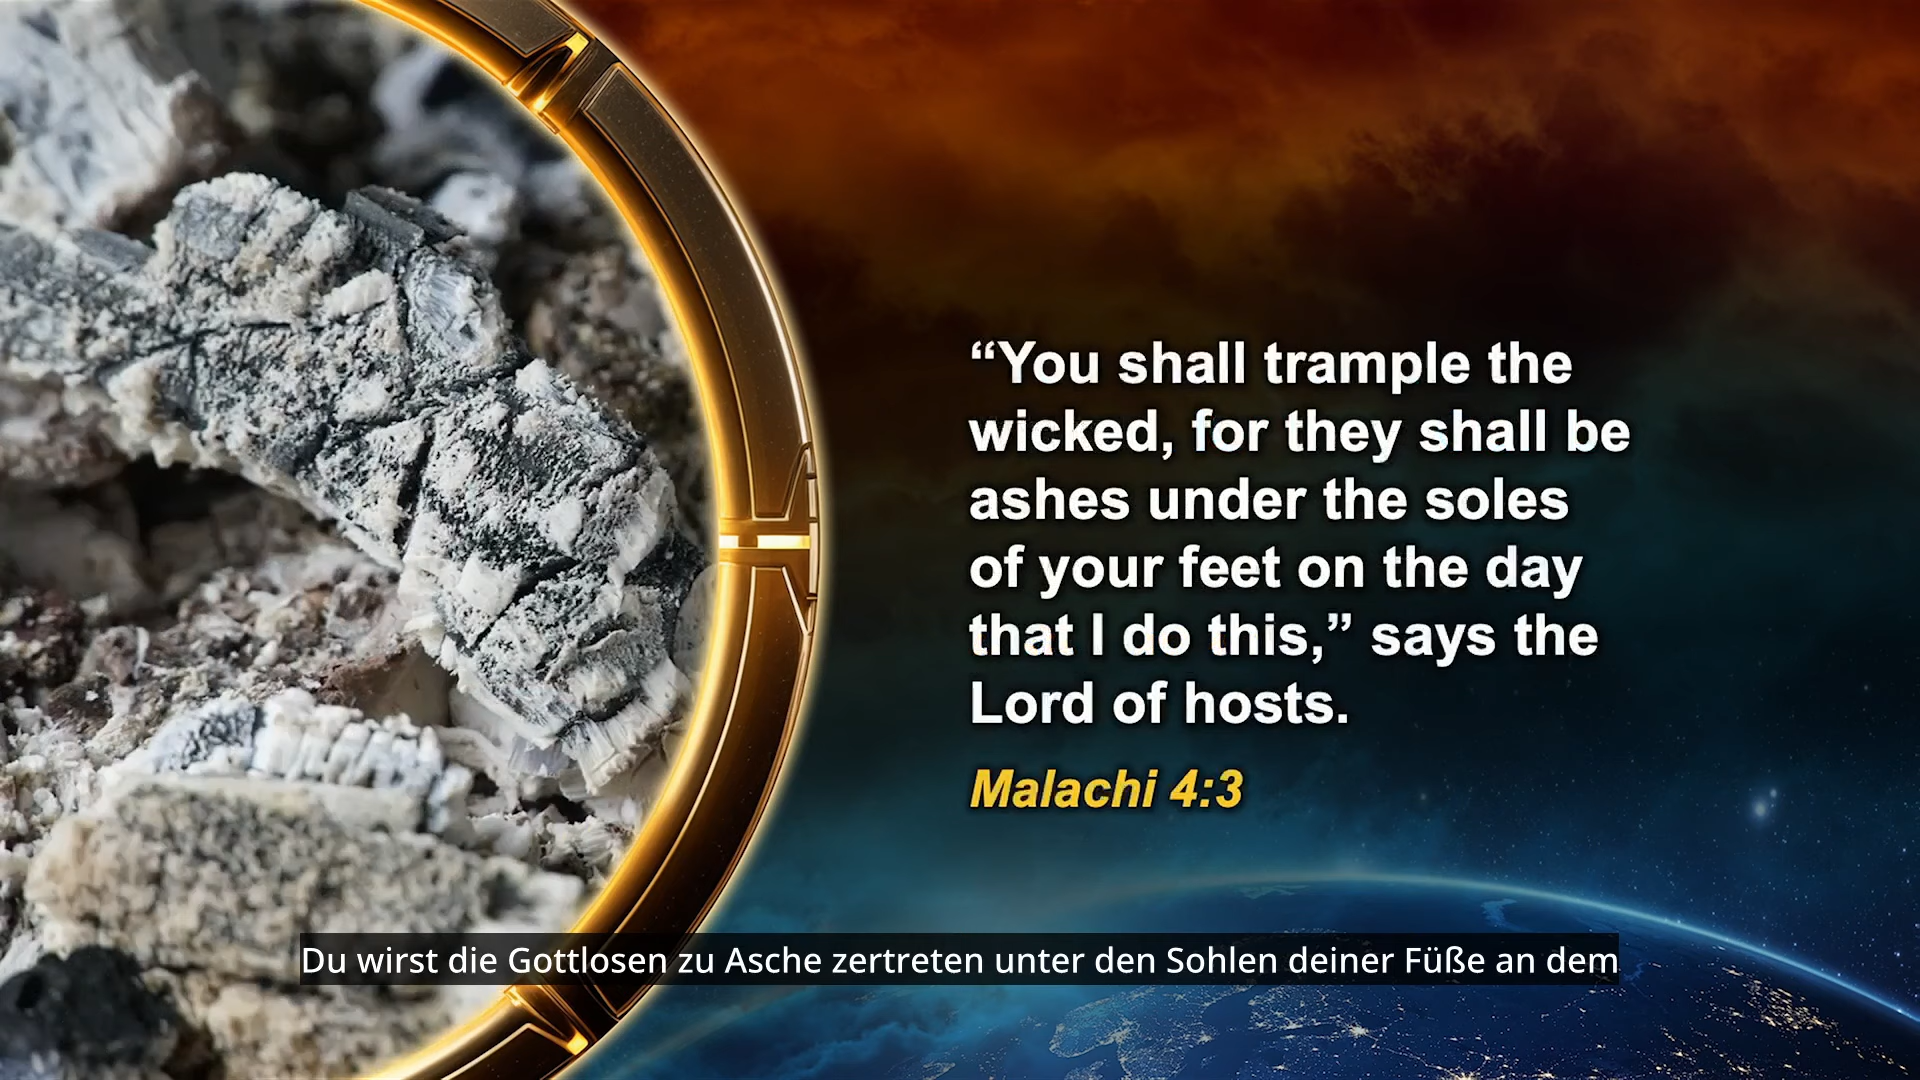 “You shall trample the
wicked, for they shall be
ashes under the soles
of your feet on the day
that I do this,” says the
Lord of hosts.
Malachi 4:3
Du wirst die Gottlosen zu Asche zertreten unter den Sohlen deiner Füße an dem